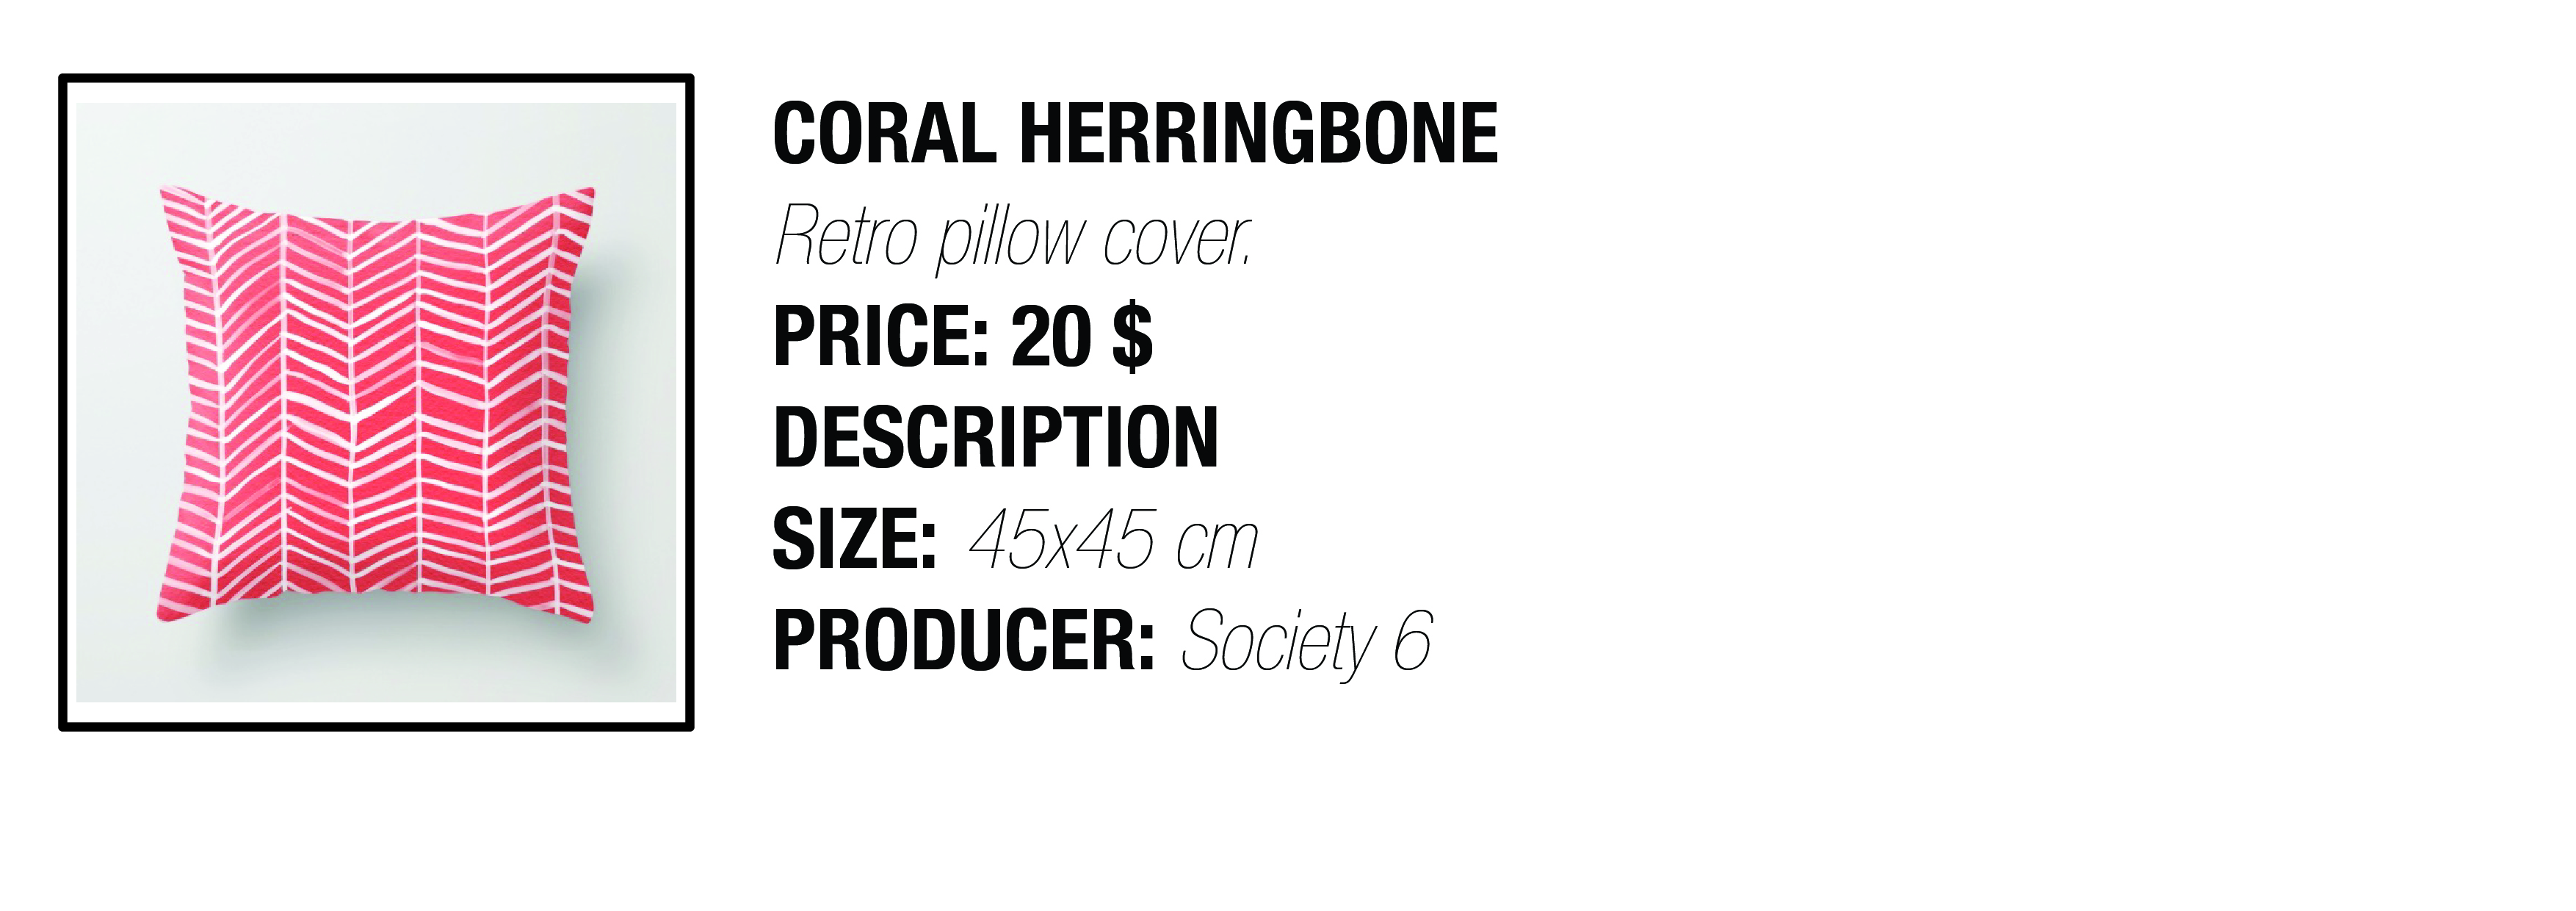 CORAL HERRINGBONE
Retro pillow cover.
PRICE: 20 $
DESCRIPTION
SIZE: 45x45 cm
PRODUCER: Society 6